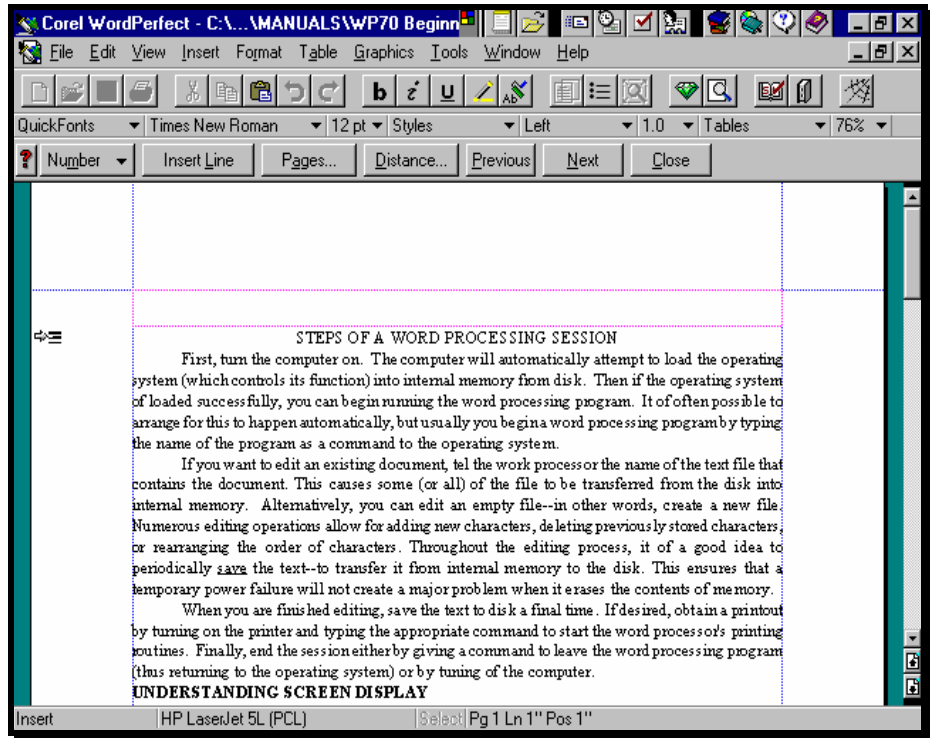 Corel WordPerfect - C:\...\MANUALS\WP70 Beginn
File Edit View Insert Format Table Graphics Tools Window Help
b i u AB
QuickFonts Times New Roman 12 pt Styles Left 1.0 Tables 76%
? Number Insert Line Pages... Distance... Previous Next Close
STEPS OF A WORD PROCESSING SESSION
First, turn the computer on. The computer will automatically attempt to load the operating
system (which controls its function) into internal memory from disk. Then if the operating system
of loaded successfully, you can begin running the word processing program. It of often possible to
arrange for this to happen automatically, but usually you begin a word processing program by typing
the name of the program as a command to the operating system.
If you want to edit an existing document, tel the work processor the name of the text file that
contains the document. This causes some (or all) of the file to be transferred from the disk into
internal memory. Alternatively, you can edit an empty file--in other words, create a new file.
Numerous editing operations allow for adding new characters, deleting previously stored characters,
or rearranging the order of characters. Throughout the editing process, it of a good idea to
periodically save the text--to transfer it from internal memory to the disk. This ensures that a
temporary power failure will not create a major problem when it erases the contents of memory.
When you are finished editing, save the text to disk a final time. If desired, obtain a printout
by turning on the printer and typing the appropriate command to start the word processor's printing
routines. Finally, end the session either by giving a command to leave the word processing program
(thus returning to the operating system) or by tuning of the computer.
UNDERSTANDING SCREEN DISPLAY
Insert HP LaserJet 5L (PCL) Select Pg 1 Ln 1" Pos 1"